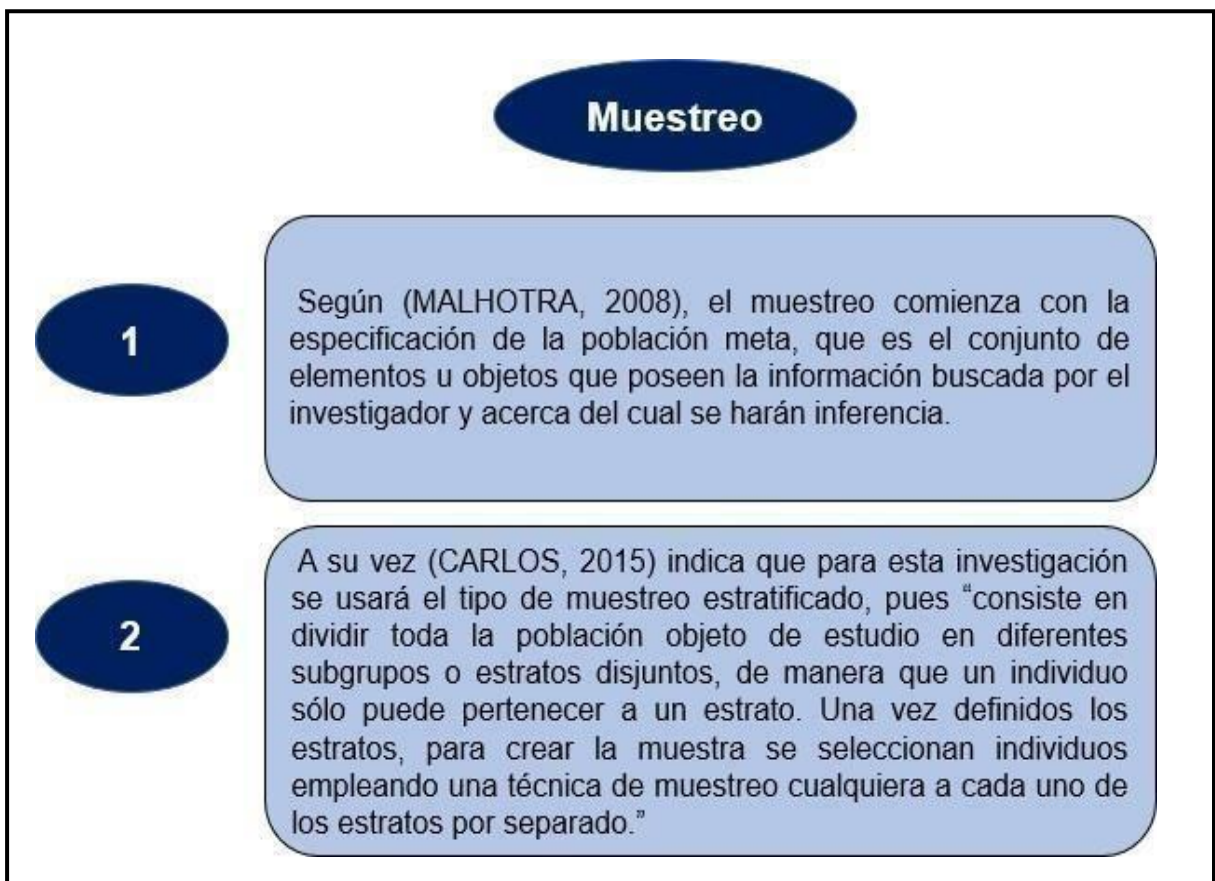 Muestreo
1
Según (MALHOTRA, 2008), el muestreo comienza con la
especificación de la población meta, que es el conjunto de
elementos u objetos que poseen la información buscada por el
investigador y acerca del cual se harán inferencia.
2
A su vez (CARLOS, 2015) indica que para esta investigación
se usará el tipo de muestreo estratificado, pues “consiste en
dividir toda la población objeto de estudio en diferentes
subgrupos o estratos disjuntos, de manera que un individuo
sólo puede pertenecer a un estrato. Una vez definidos los
estratos, para crear la muestra se seleccionan individuos
empleando una técnica de muestreo cualquiera a cada uno de
los estratos por separado.”